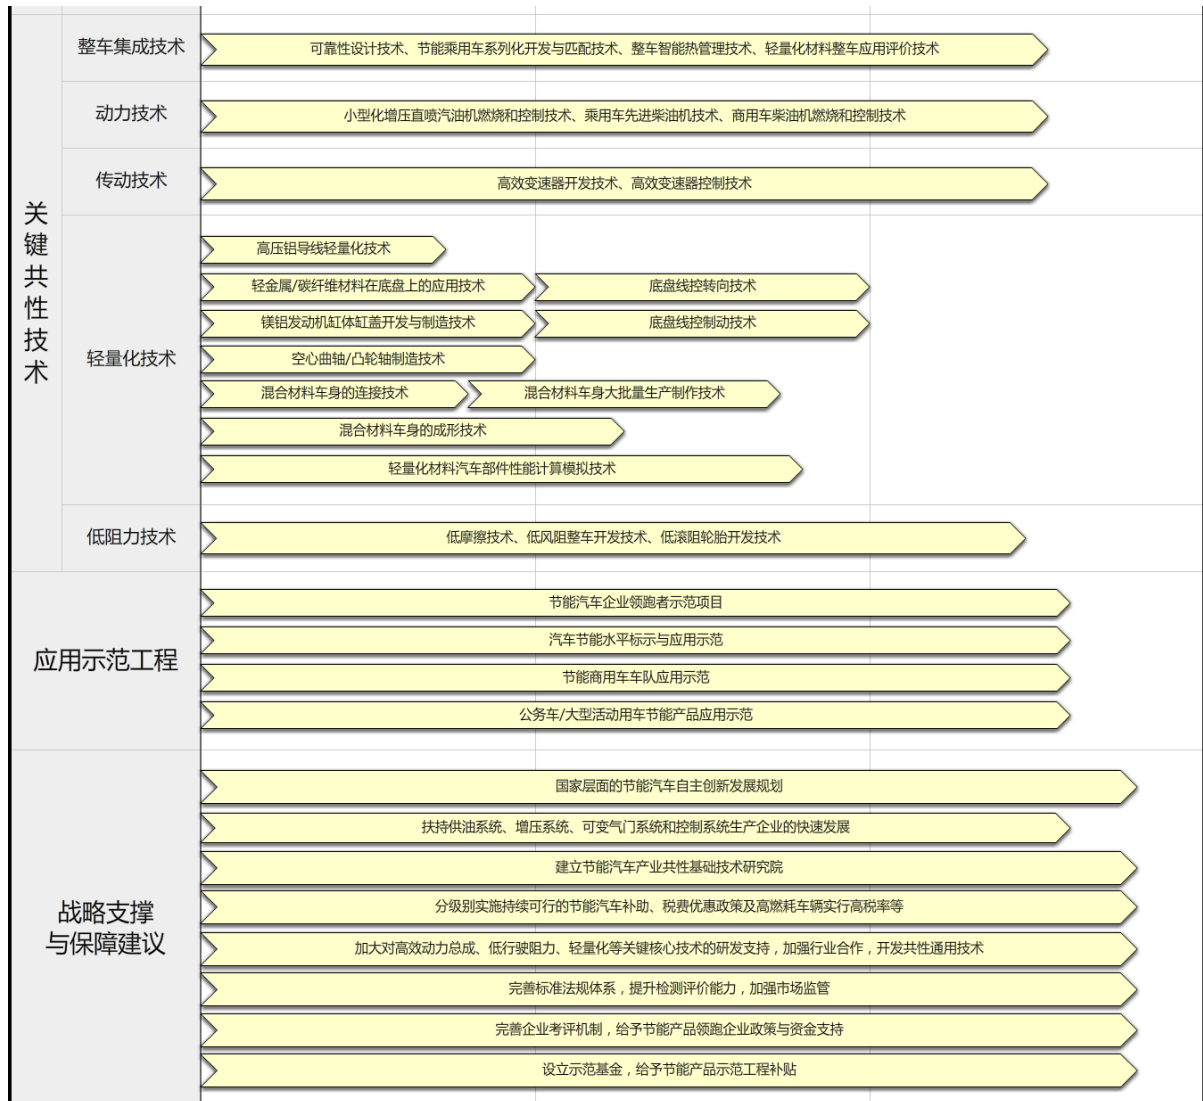 关键共性技术
整车集成技术
可靠性设计技术、节能乘用车系列化开发与匹配技术、整车智能热管理技术、轻量化材料整车应用评价技术
动力技术
小型化增压直喷汽油机燃烧和控制技术、乘用车先进柴油机技术、商用车柴油机燃烧和控制技术
传动技术
高效变速器开发技术、高效变速器控制技术
轻量化技术
高压铝导线轻量化技术
轻金属/碳纤维材料在底盘上的应用技术
底盘线控转向技术
镁铝发动机缸体缸盖开发与制造技术
底盘线控制动技术
空心曲轴/凸轮轴制造技术
混合材料车身的连接技术
混合材料车身大批量生产制作技术
混合材料车身的成形技术
轻量化材料汽车部件性能计算模拟技术
低阻力技术
低摩擦技术、低风阻整车开发技术、低滚阻轮胎开发技术
应用示范工程
节能汽车企业领跑者示范项目
汽车节能水平标示与应用示范
节能商用车车队应用示范
公务车/大型活动用车节能产品应用示范
战略支撑
与保障建议
国家层面的节能汽车自主创新发展规划
扶持供油系统、增压系统、可变气门系统和控制系统生产企业的快速发展
建立节能汽车产业共性基础技术研究院
分级别实施持续可行的节能汽车补助、税费优惠政策及高燃耗车辆实行高税率等
加大对高效动力总成、低行驶阻力、轻量化等关键核心技术的研发支持，加强行业合作，开发共性通用技术
完善标准法规体系，提升检测评价能力，加强市场监管
完善企业考评机制，给予节能产品领跑企业政策与资金支持
设立示范基金，给予节能产品示范工程补贴